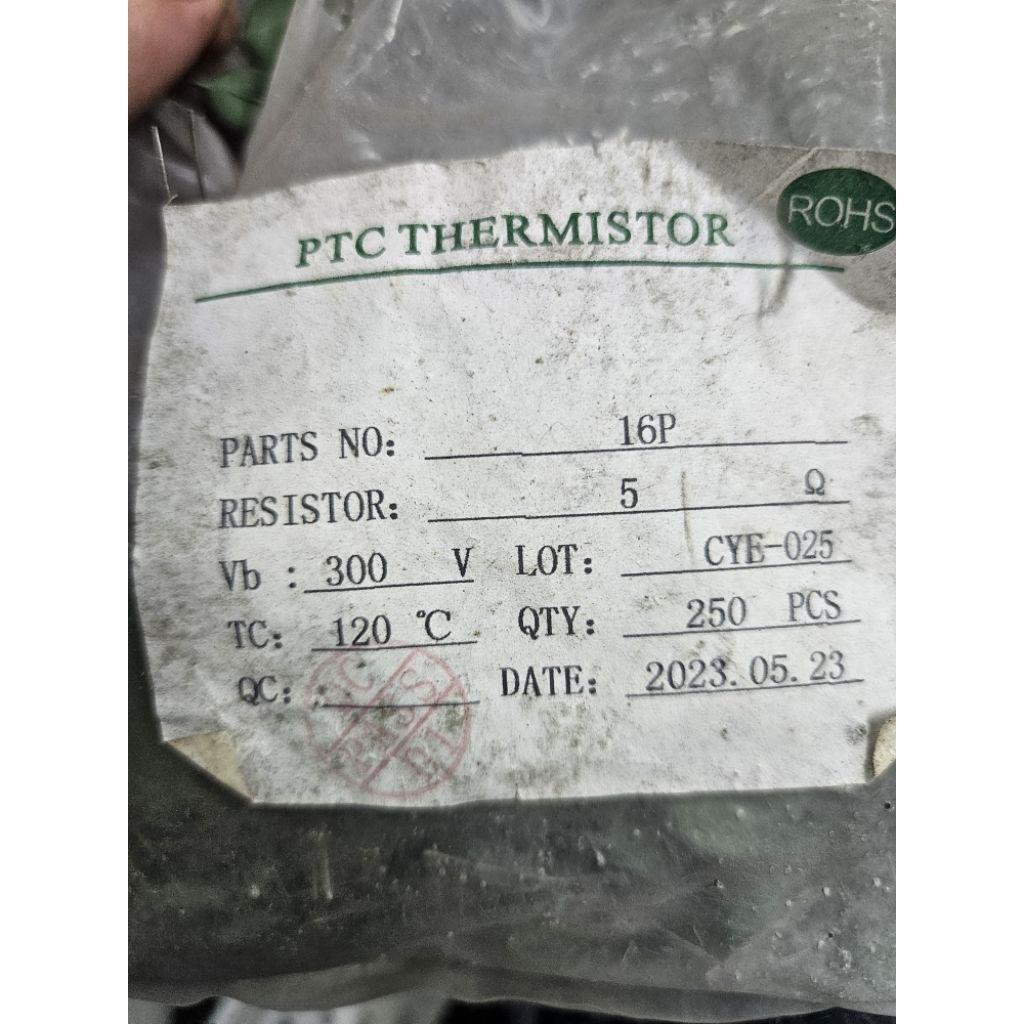 ROHS
PTC THERMISTOR
PARTS NO: 16P
RESISTOR: 5 Ω
Vb : 300 V LOT: CYE-025
TC: 120 ℃ QTY: 250 PCS
QC: DATE: 2023.05.23